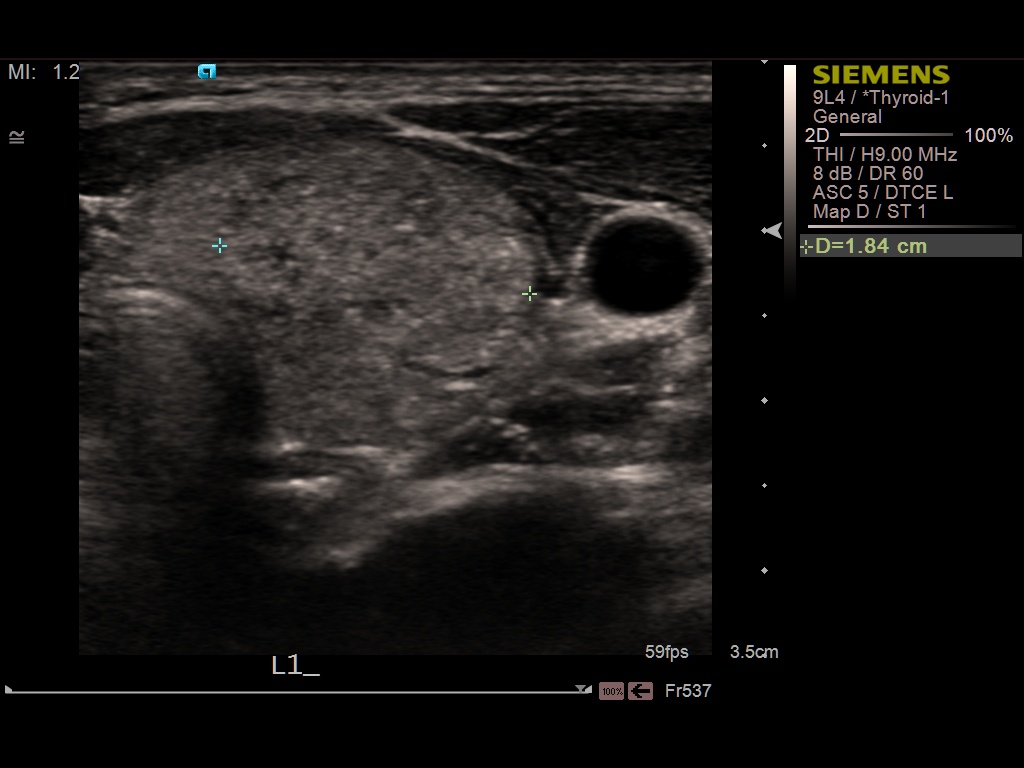 MI: 1.2
SIEMENS
9L4 / *Thyroid-1
General
2D 100%
THI / H9.00 MHz
8 dB / DR 60
ASC 5 / DTCE L
Map D / ST 1
D=1.84 cm
59fps 3.5cm
L1_
100% Fr537